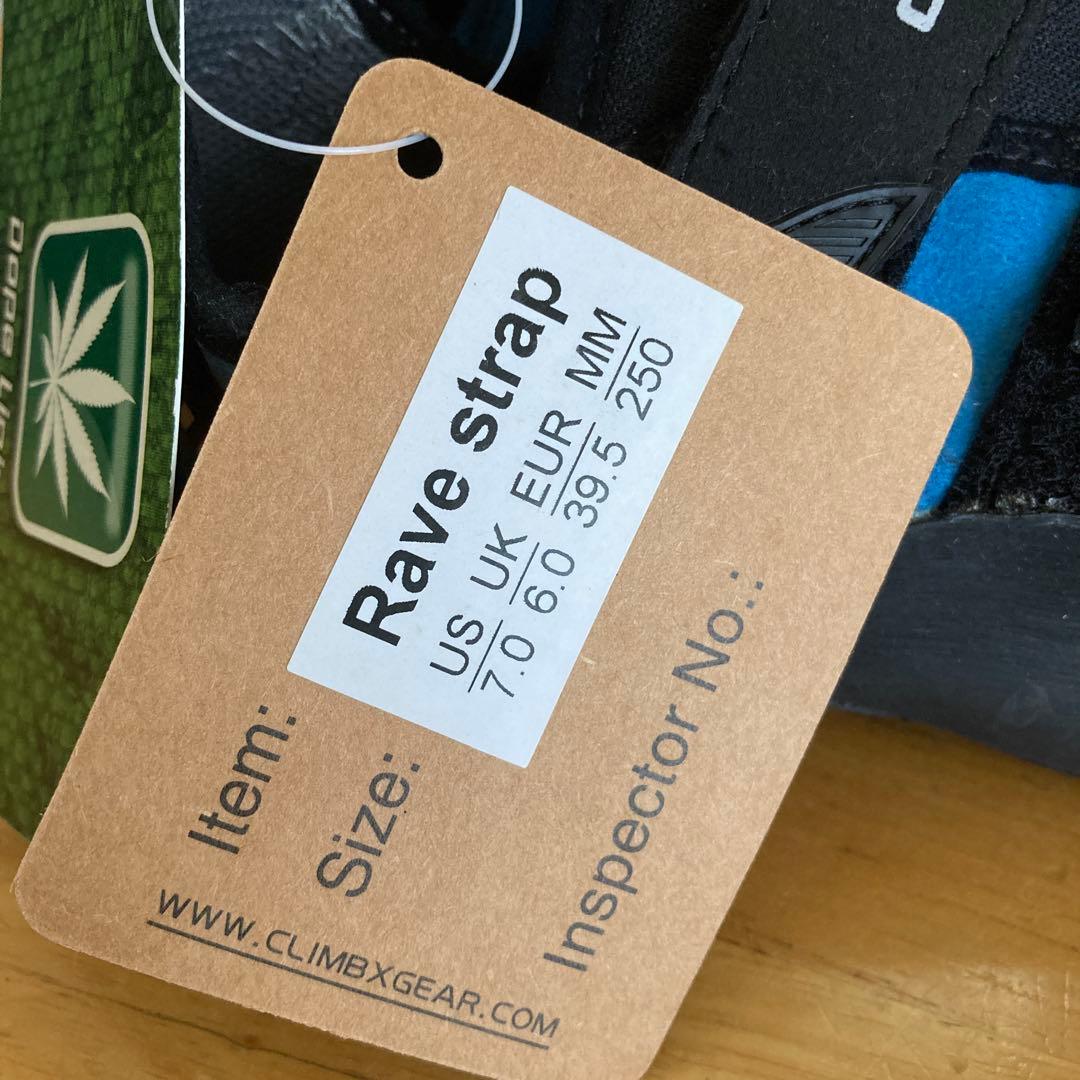 Item:
Rave strap
Size:
US UK EUR MM
7.0 6.0 39.5 250
Inspector No.:
WWW.CLIMBXGEAR.COM